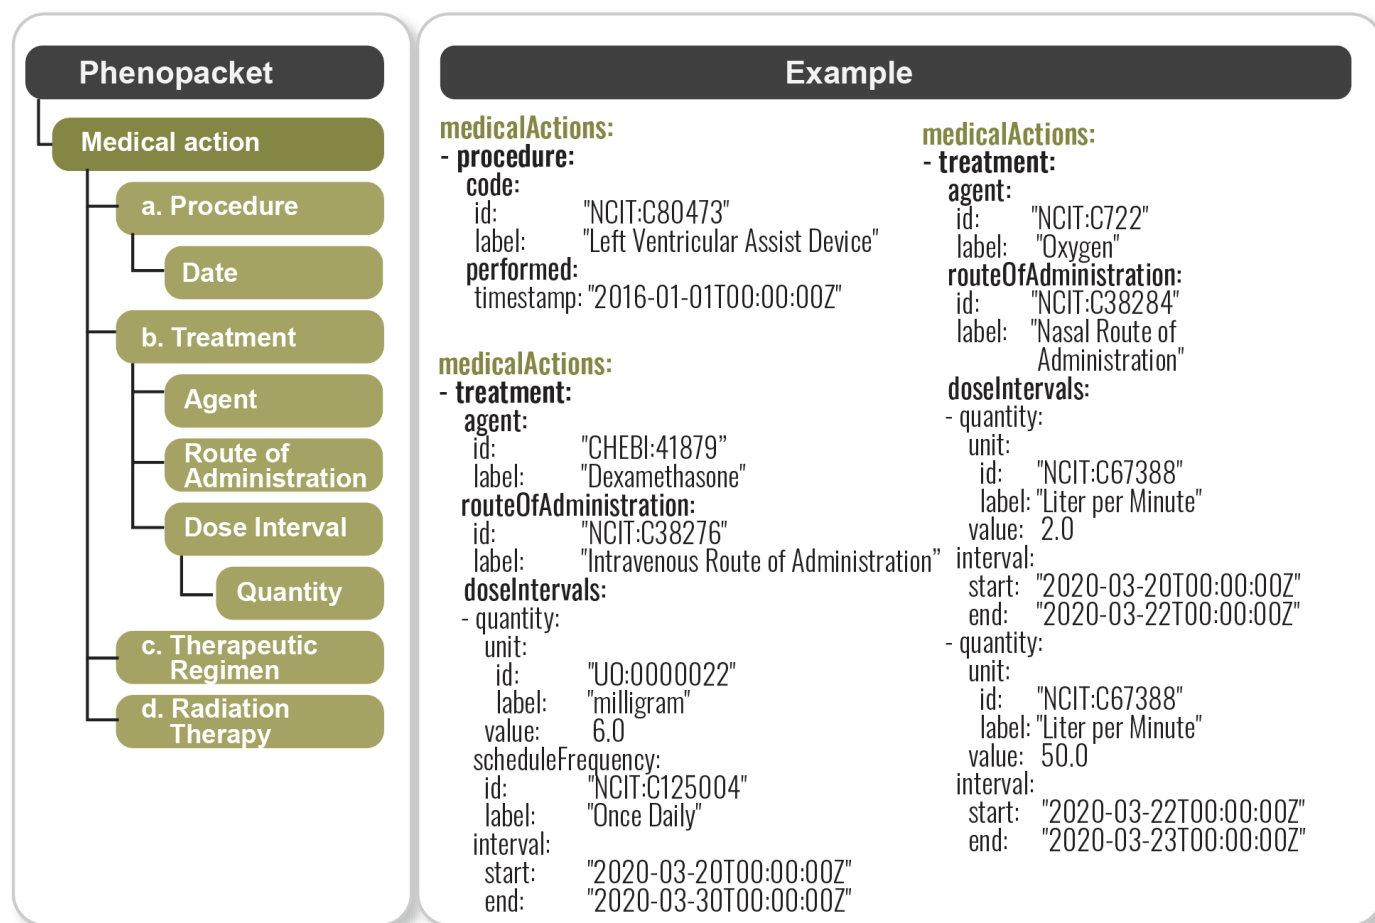 Phenopacket
Medical action
a. Procedure
Date
b. Treatment
Agent
Route of
Administration
Dose Interval
Quantity
c. Therapeutic
Regimen
d. Radiation
Therapy
Example
medicalActions:
- procedure:
code:
id: "NCIT:C80473"
label: "Left Ventricular Assist Device"
performed:
timestamp: "2016-01-01T00:00:00Z"
medicalActions:
- treatment:
agent:
id: "CHEBI:41879”
label: "Dexamethasone"
routeOfAdministration:
id: "NCIT:C38276"
label: "Intravenous Route of Administration”
doseIntervals:
- quantity:
unit:
id: "UO:0000022"
label: "milligram"
value: 6.0
scheduleFrequency:
id: "NCIT:C125004"
label: "Once Daily"
interval:
start: "2020-03-20T00:00:00Z"
end: "2020-03-30T00:00:00Z"
medicalActions:
- treatment:
agent:
id: "NCIT:C722"
label: "Oxygen"
routeOfAdministration:
id: "NCIT:C38284"
label: "Nasal Route of
Administration"
doseIntervals:
- quantity:
unit:
id: "NCIT:C67388"
label: "Liter per Minute"
value: 2.0
interval:
start: "2020-03-20T00:00:00Z"
end: "2020-03-22T00:00:00Z"
- quantity:
unit:
id: "NCIT:C67388"
label: "Liter per Minute"
value: 50.0
interval:
start: "2020-03-22T00:00:00Z"
end: "2020-03-23T00:00:00Z"